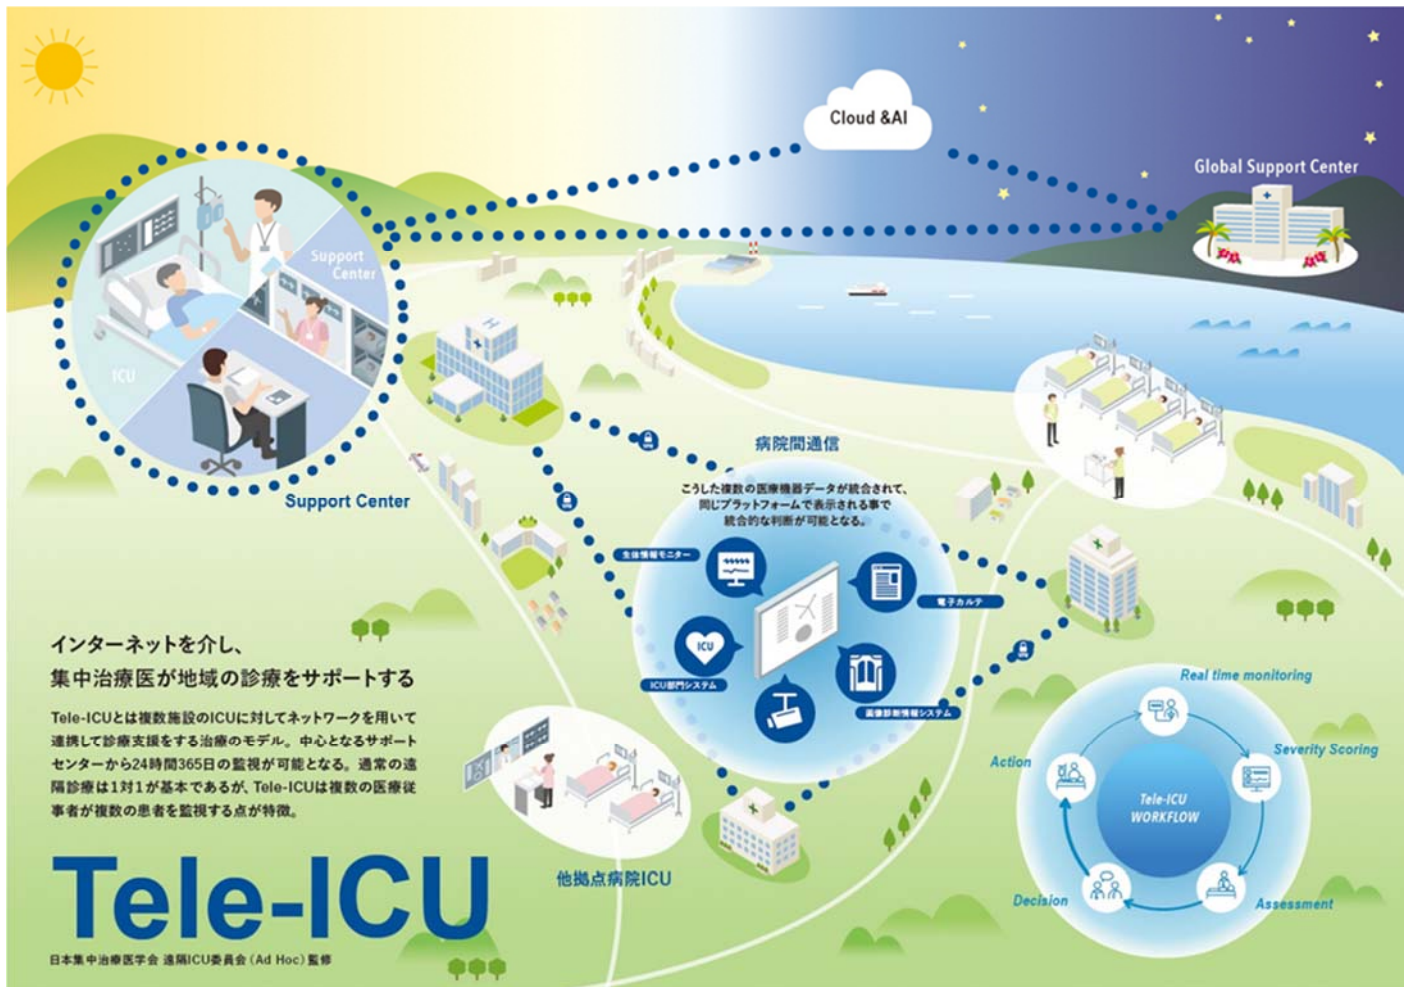 Cloud &AI
Global Support Center
Support
Center
ICU
Support Center
病院間通信
こうした複数の医療機器データが統合されて、
同じプラットフォームで表示される事で
統合的な判断が可能となる。
生体情報モニター
電子カルテ
ICU
ICU部門システム
画像診断情報システム
インターネットを介し、
集中治療医が地域の診療をサポートする
Tele-ICUとは複数施設のICUに対してネットワークを用いて
連携して診療支援をする治療のモデル。中心となるサポート
センターから24時間365日の監視が可能となる。通常の遠
隔診療は1対1が基本であるが、Tele-ICUは複数の医療従
事者が複数の患者を監視する点が特徴。
Tele-ICU
日本集中治療医学会 遠隔ICU委員会（Ad Hoc）監修
他拠点病院ICU
Real time monitoring
Severity Scoring
Action
Tele-ICU
WORKFLOW
Decision
Assessment